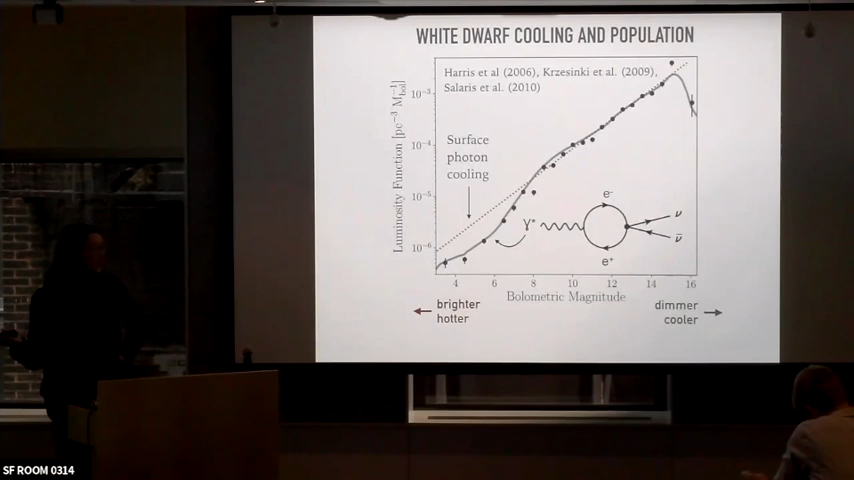 WHITE DWARF COOLING AND POPULATION
Harris et al (2006), Krzesinki et al. (2009),
Salaris et al. (2010)
Luminosity Function [pc⁻³ M⁻¹bol]
10⁻³
10⁻⁴
10⁻⁵
10⁻⁶
Surface
photon
cooling
γ*
e⁻
e⁺
ν
ν̄
4 6 8 10 12 14 16
Bolometric Magnitude
brighter
hotter
dimmer
cooler
SF ROOM 0314